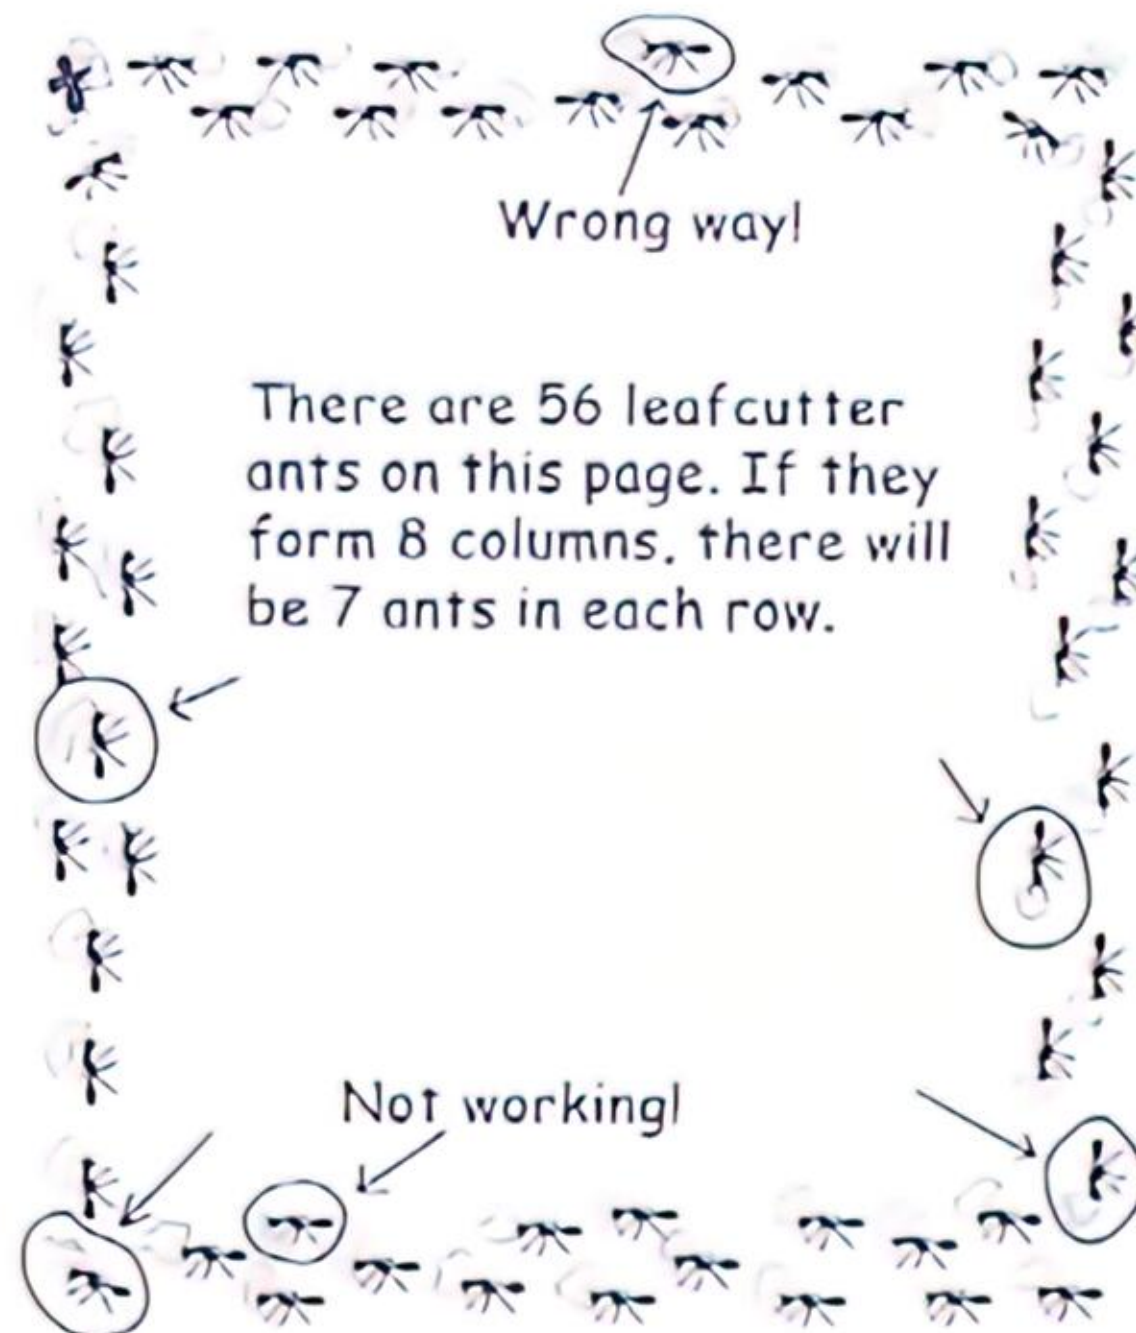 Wrong way!
There are 56 leafcutter
ants on this page. If they
form 8 columns, there will
be 7 ants in each row.
Not working!